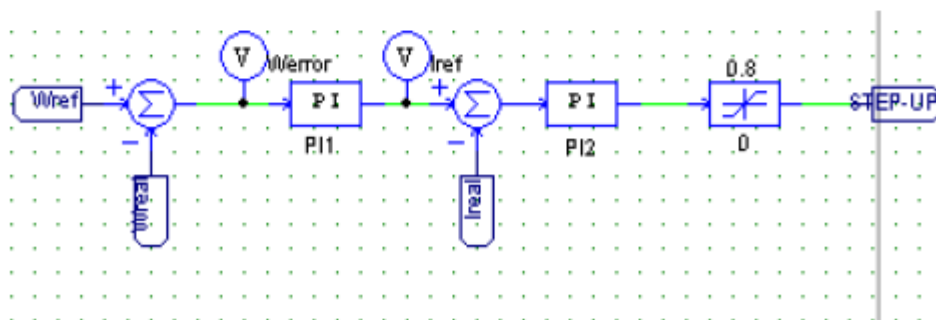 V
Werror
V
Iref
0.8
Wref
+
Σ
PI
+
Σ
PI
STEP-UP
−
PI1
−
PI2
0
Wreal
Ireal